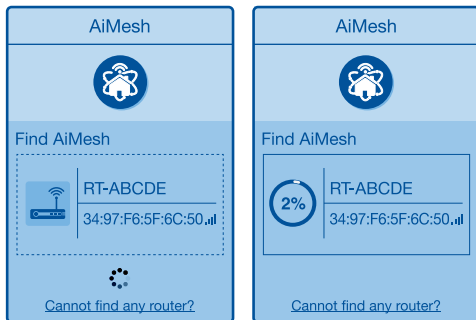 AiMesh
Find AiMesh
RT-ABCDE
34:97:F6:5F:6C:50
Cannot find any router?
AiMesh
Find AiMesh
2%
RT-ABCDE
34:97:F6:5F:6C:50
Cannot find any router?